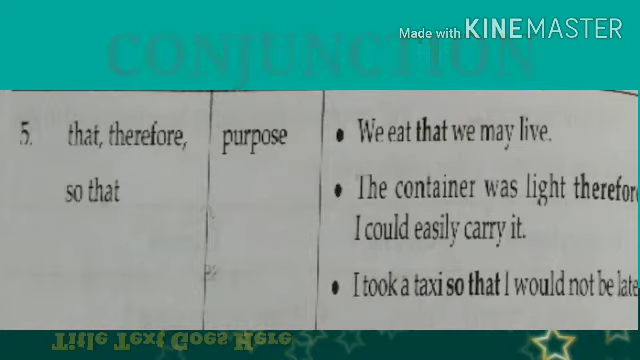 Made with KINEMASTER
CONJUNCTION
5. that, therefore, purpose • We eat that we may live.
so that • The container was light therefore
I could easily carry it.
• I took a taxi so that I would not be late
Title Text Goes Here